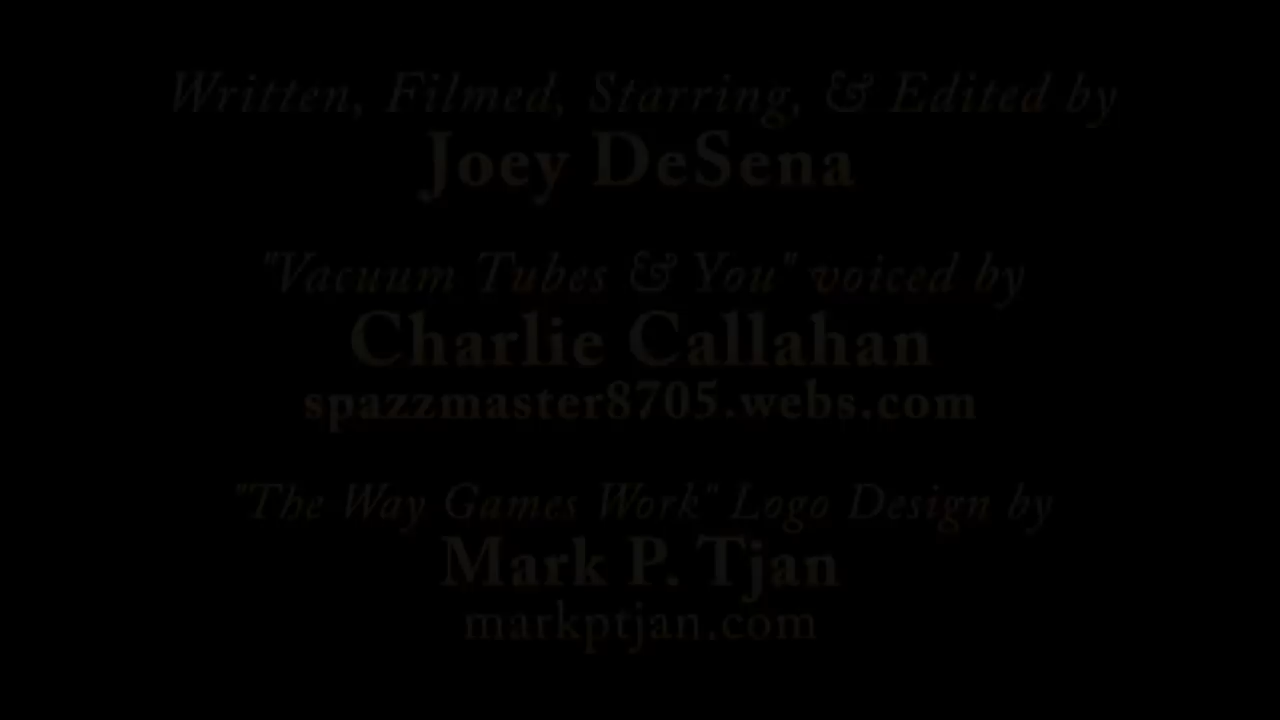 Written, Filmed, Starring, & Edited by
Joey DeSena
"Vacuum Tubes & You" voiced by
Charlie Callahan
spazzmaster8705.webs.com
"The Way Games Work" Logo Design by
Mark P. Tjan
markptjan.com